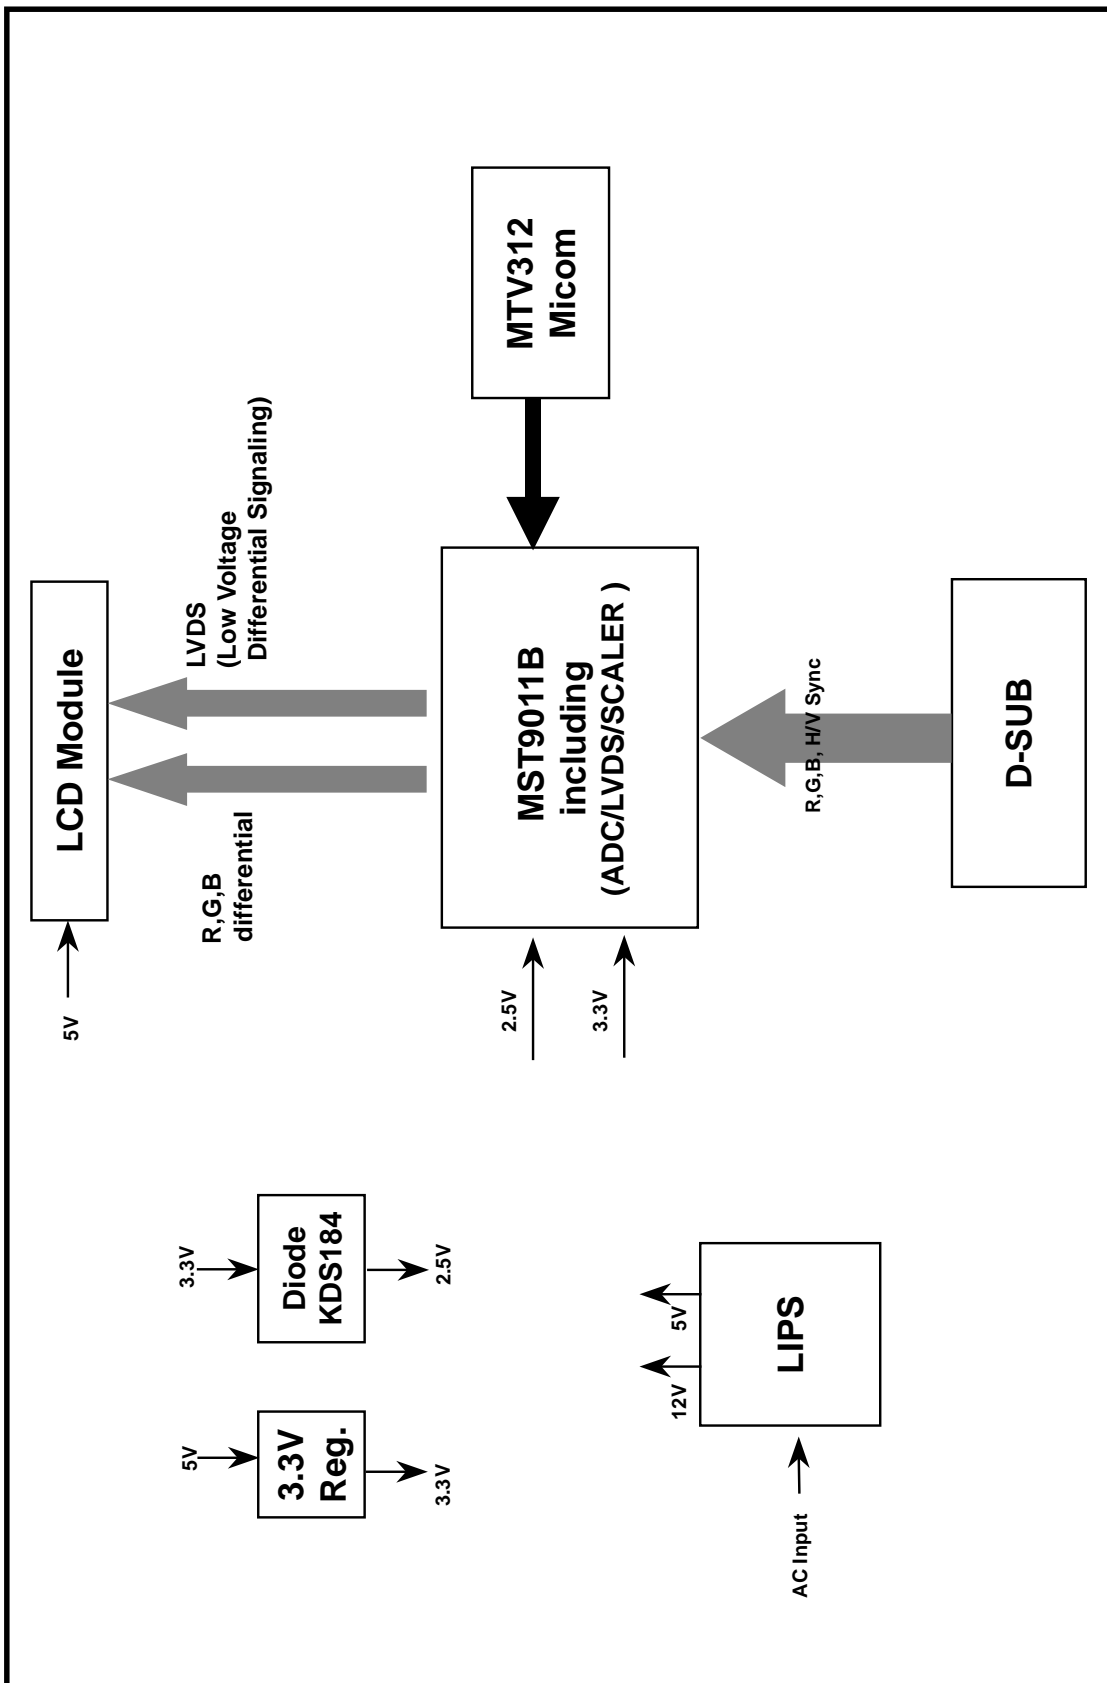 LCD Module
5V
LVDS
(Low Voltage
Differential Signaling)
R,G,B
differential
MTV312
Micom
MST9011B
including
(ADC/LVDS/SCALER )
2.5V
3.3V
R,G,B, H/V Sync
D-SUB
3.3V
Diode
KDS184
2.5V
5V
3.3V
Reg.
3.3V
12V
5V
LIPS
AC Input